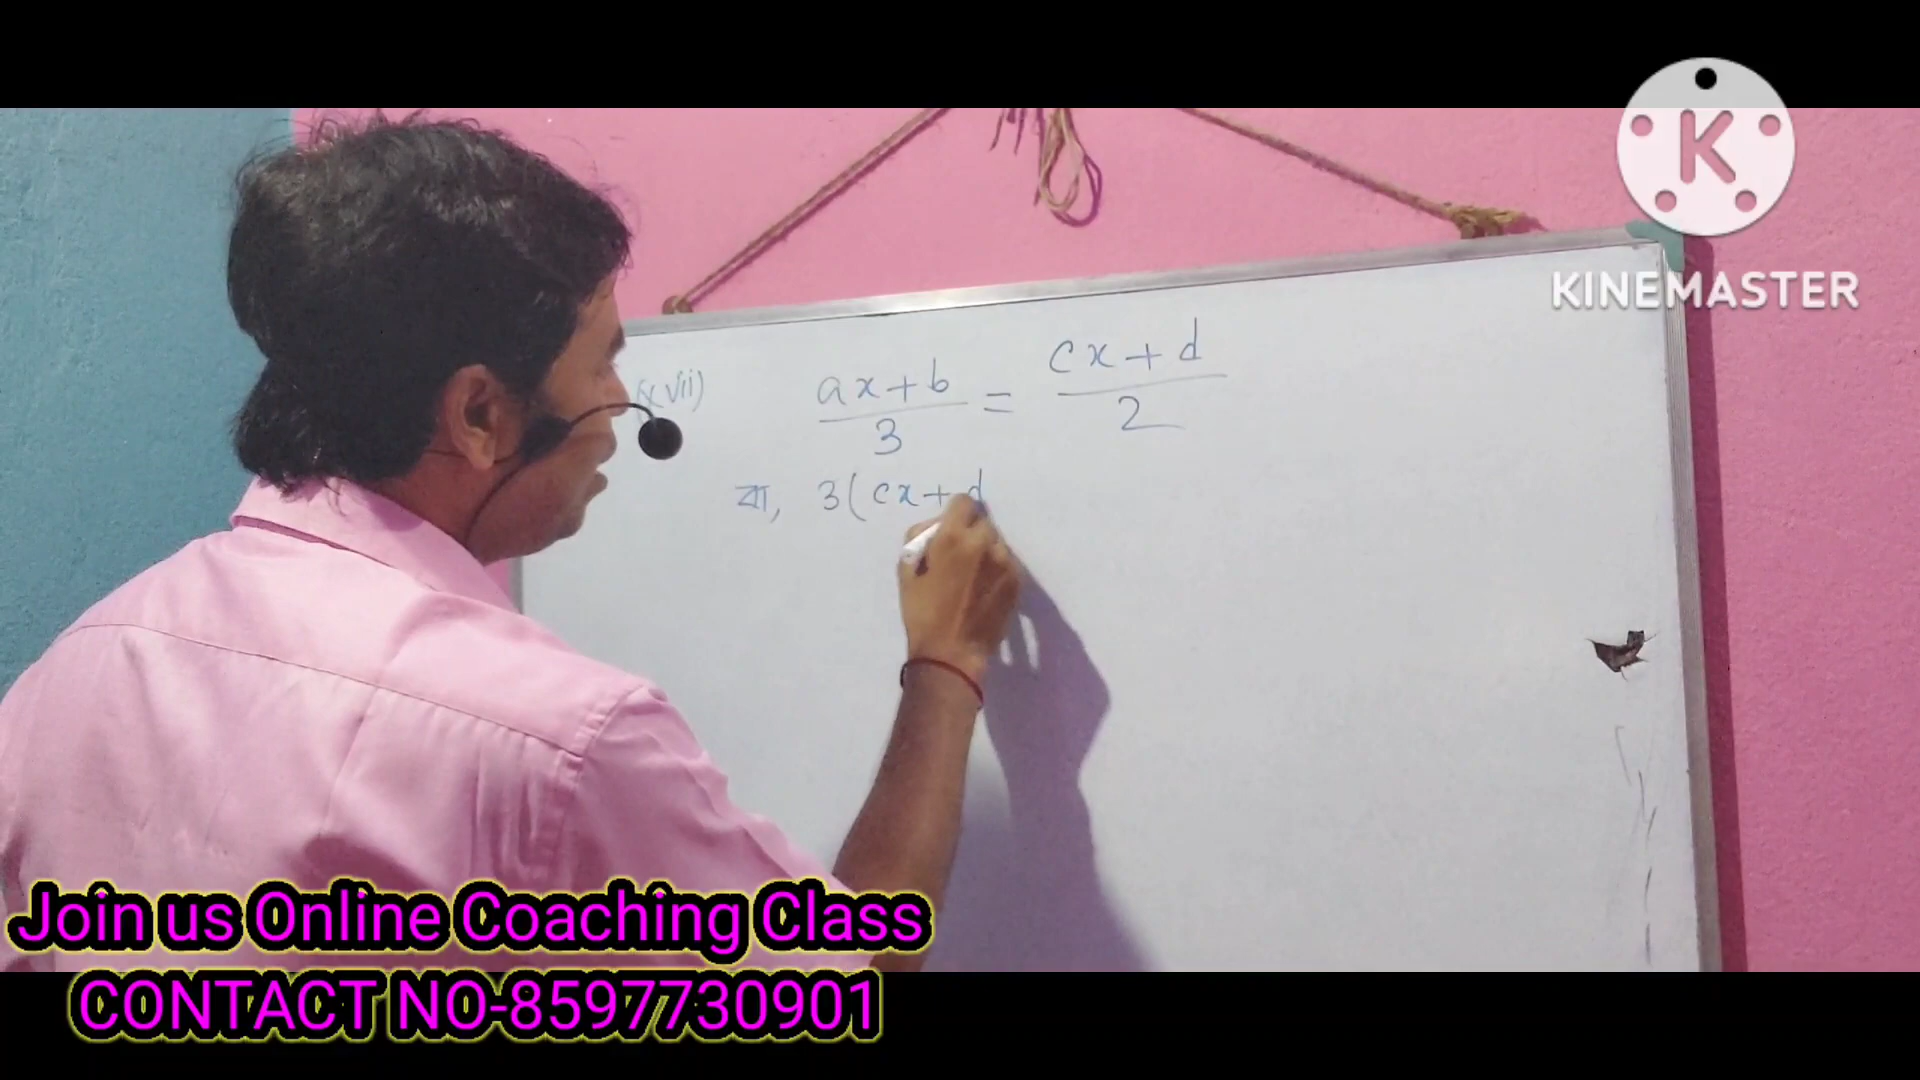 KINEMASTER
(xvii) ax+b/3 = cx+d/2
বা, 3(cx+d
Join us Online Coaching Class
CONTACT NO-8597730901